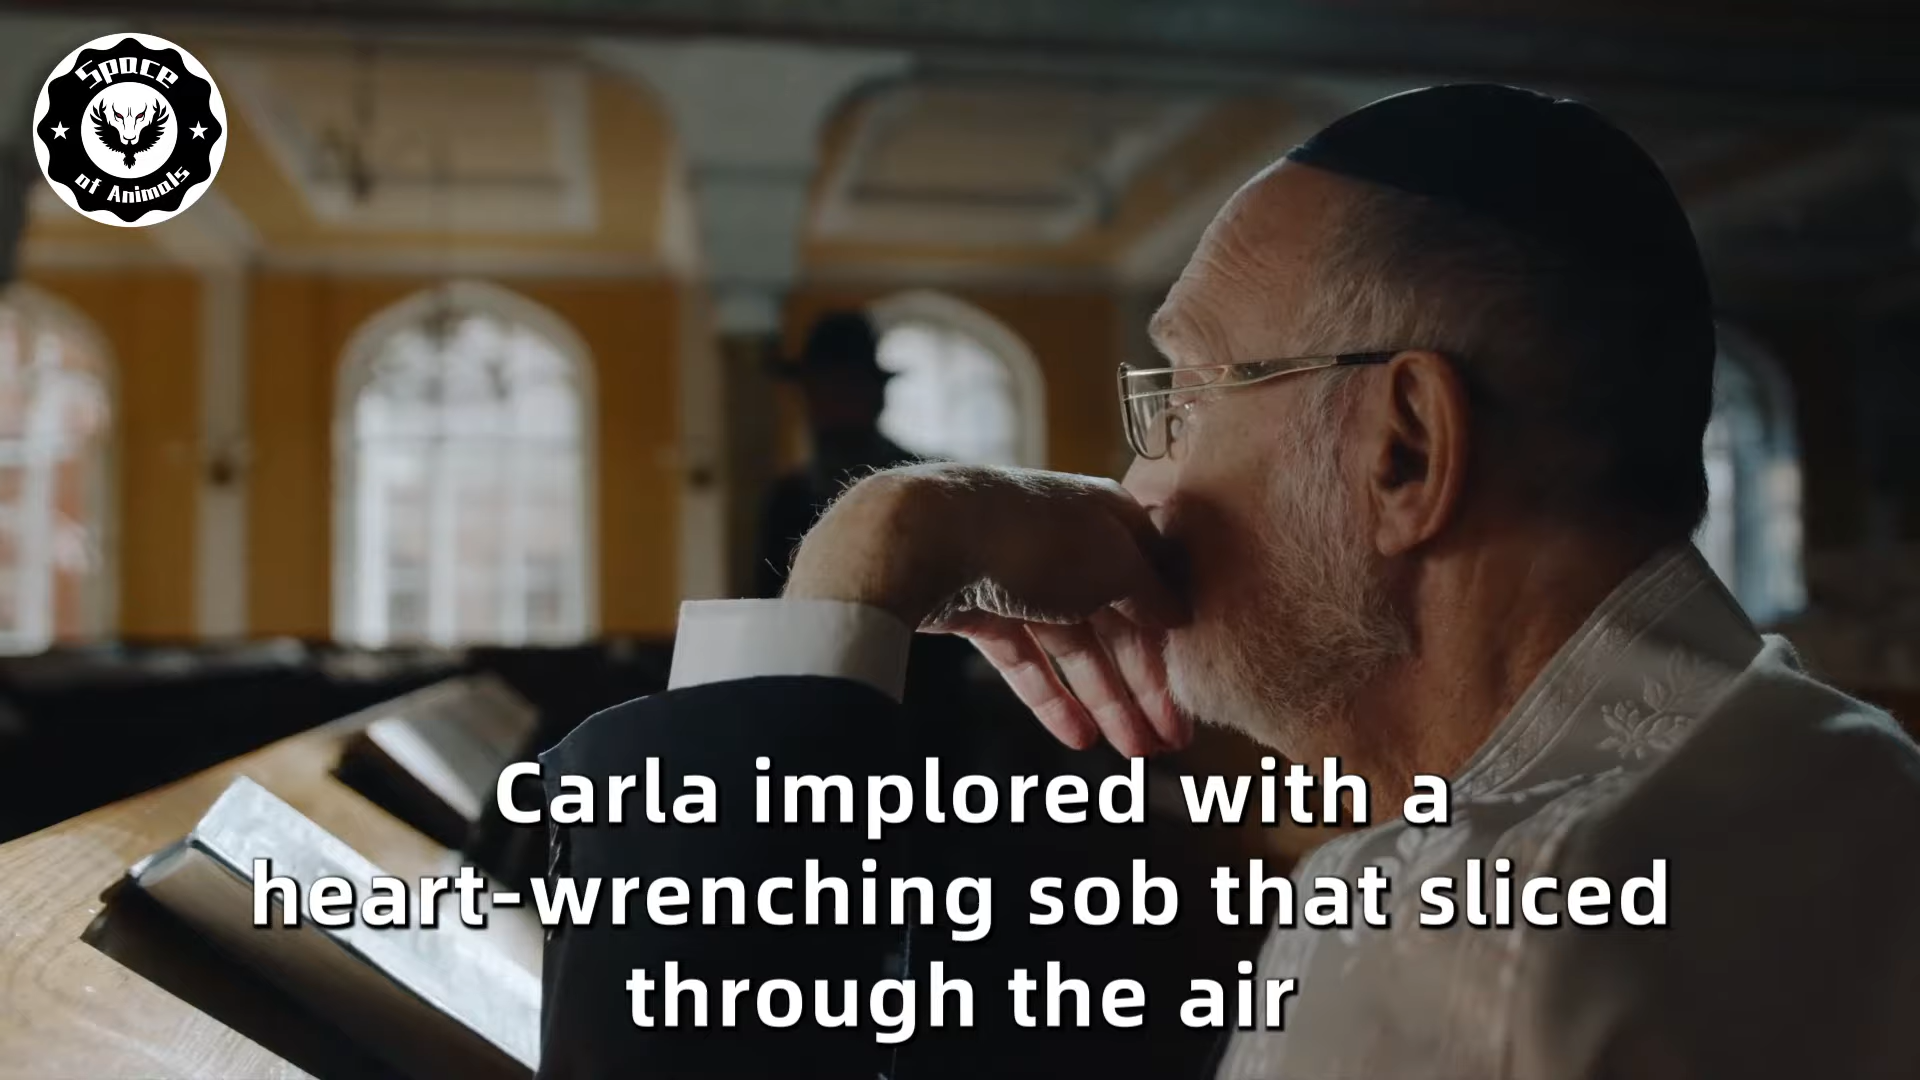 Space
of Animals
Carla implored with a
heart-wrenching sob that sliced
through the air